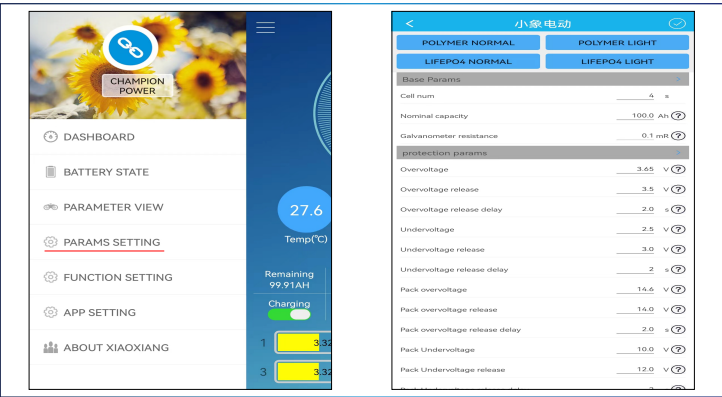 CHAMPION
POWER
DASHBOARD
BATTERY STATE
PARAMETER VIEW
PARAMS SETTING
FUNCTION SETTING
APP SETTING
ABOUT XIAOXIANG
27.6
Temp(℃)
Remaining
99.91AH
Charging
1 3.32
3 3.32
< 小象电动
POLYMER NORMAL POLYMER LIGHT
LIFEPO4 NORMAL LIFEPO4 LIGHT
Base Params >
Cell num 4 s
Nominal capacity 100.0 Ah ?
Galvanometer resistance 0.1 mR ?
protection params >
Overvoltage 3.65 V ?
Overvoltage release 3.5 V ?
Overvoltage release delay 2.0 s ?
Undervoltage 2.5 V ?
Undervoltage release 3.0 V ?
Undervoltage release delay 2 s ?
Pack overvoltage 14.6 V ?
Pack overvoltage release 14.0 V ?
Pack overvoltage release delay 2.0 s ?
Pack Undervoltage 10.0 V ?
Pack Undervoltage release 12.0 V ?